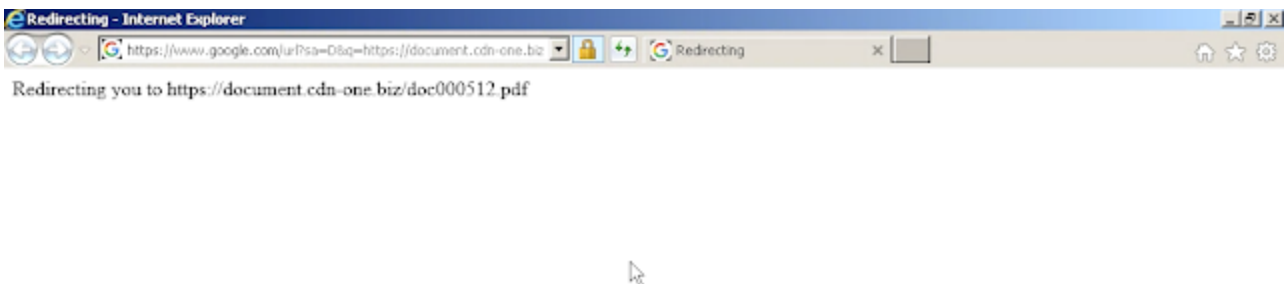 Redirecting - Internet Explorer
https://www.google.com/url?sa=D&q=https://document.cdn-one.biz
Redirecting
Redirecting you to https://document.cdn-one.biz/doc000512.pdf